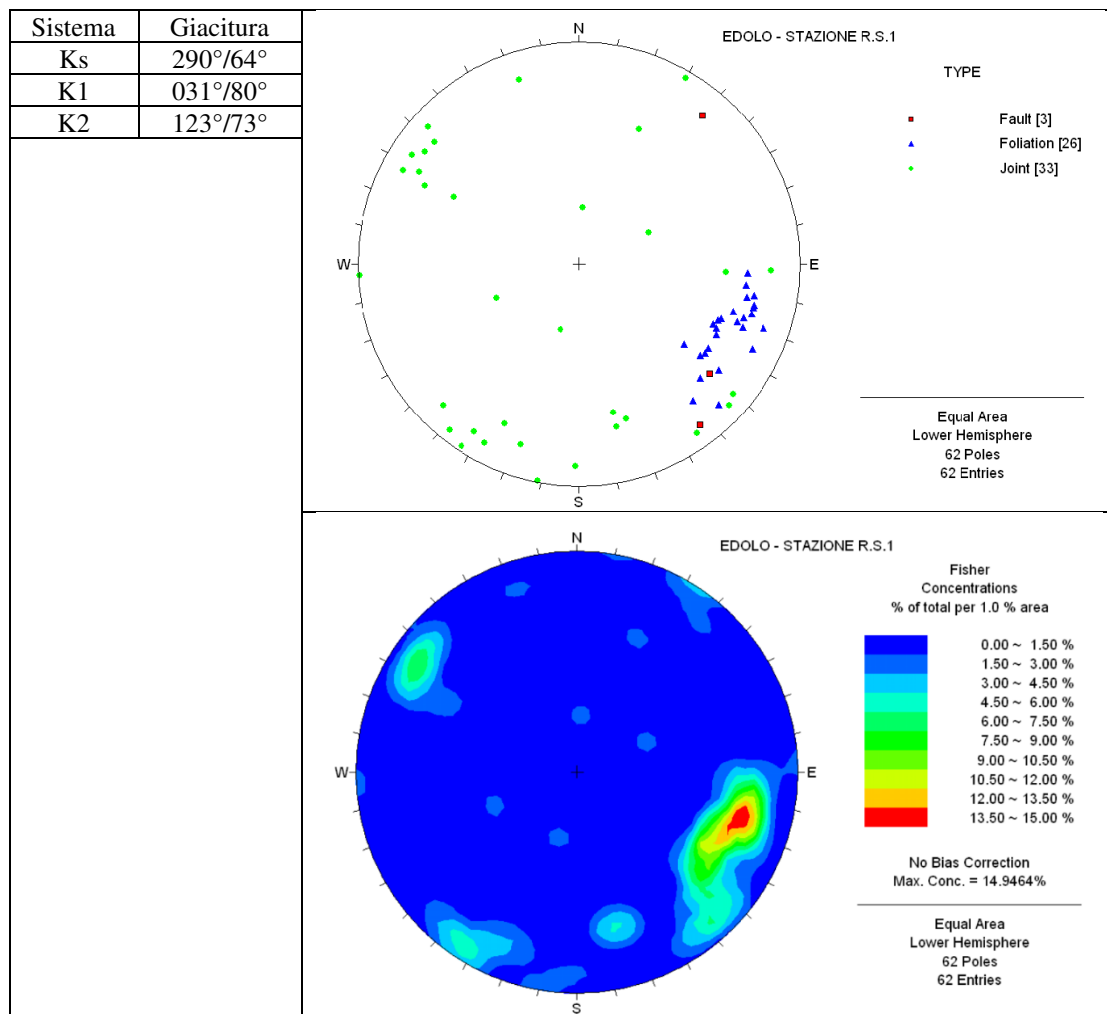 Sistema Giacitura
Ks 290°/64°
K1 031°/80°
K2 123°/73°
EDOLO - STAZIONE R.S.1
N
W
E
S
TYPE
Fault [3]
Foliation [26]
Joint [33]
Equal Area
Lower Hemisphere
62 Poles
62 Entries
EDOLO - STAZIONE R.S.1
N
W
E
S
Fisher
Concentrations
% of total per 1.0 % area
0.00 ~ 1.50 %
1.50 ~ 3.00 %
3.00 ~ 4.50 %
4.50 ~ 6.00 %
6.00 ~ 7.50 %
7.50 ~ 9.00 %
9.00 ~ 10.50 %
10.50 ~ 12.00 %
12.00 ~ 13.50 %
13.50 ~ 15.00 %
No Bias Correction
Max. Conc. = 14.9464%
Equal Area
Lower Hemisphere
62 Poles
62 Entries